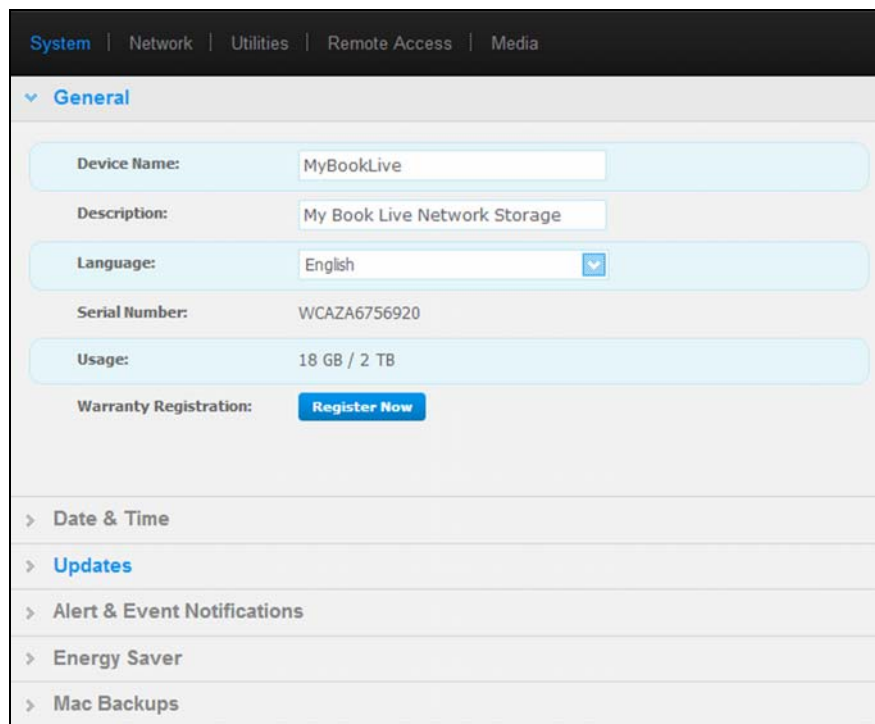 System | Network | Utilities | Remote Access | Media
General
Device Name: MyBookLive
Description: My Book Live Network Storage
Language: English
Serial Number: WCAZA6756920
Usage: 18 GB / 2 TB
Warranty Registration: Register Now
Date & Time
Updates
Alert & Event Notifications
Energy Saver
Mac Backups